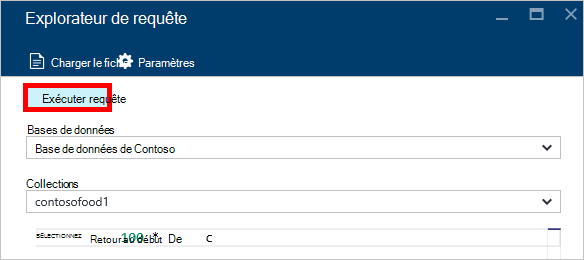 Explorateur de requête
Charger le fich Paramètres
Exécuter requête
Bases de données
Base de données de Contoso
Collections
contosofood1
SÉLECTIONNEZ Retour au début 100 * De C